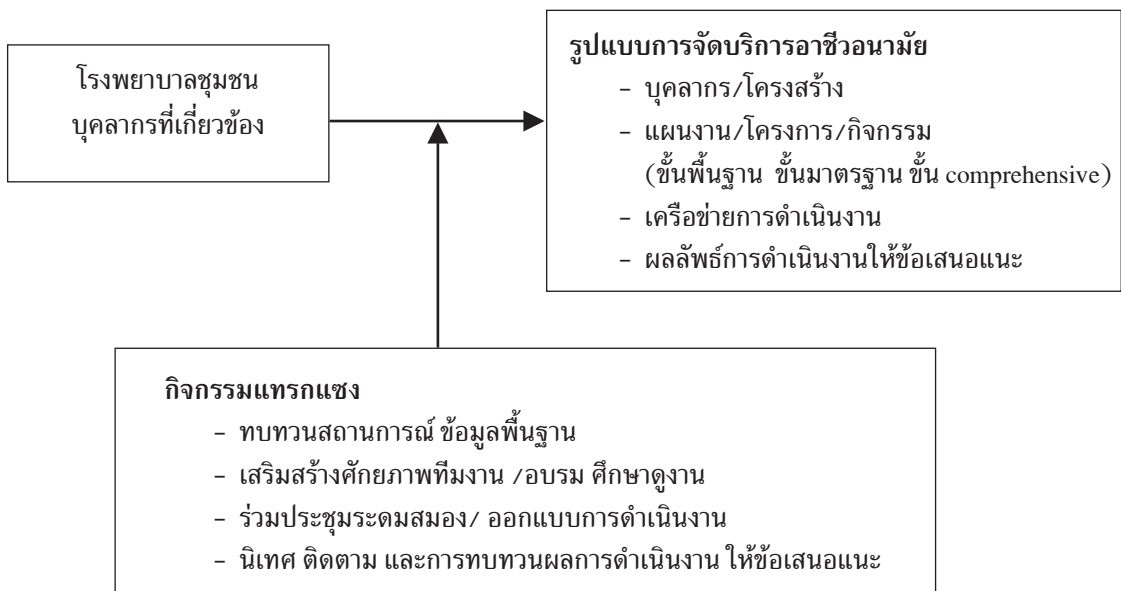 โรงพยาบาลชุมชน
บุคลากรที่เกี่ยวข้อง
รูปแบบการจัดบริการอาชีวอนามัย
– บุคลากร/โครงสร้าง
– แผนงาน/โครงการ/กิจกรรม
(ขั้นพื้นฐาน ขั้นมาตรฐาน ขั้น comprehensive)
– เครือข่ายการดำเนินงาน
– ผลลัพธ์การดำเนินงานให้ข้อเสนอแนะ
กิจกรรมแทรกแซง
– ทบทวนสถานการณ์ ข้อมูลพื้นฐาน
– เสริมสร้างศักยภาพทีมงาน /อบรม ศึกษาดูงาน
– ร่วมประชุมระดมสมอง/ ออกแบบการดำเนินงาน
– นิเทศ ติดตาม และการทบทวนผลการดำเนินงาน ให้ข้อเสนอแนะ